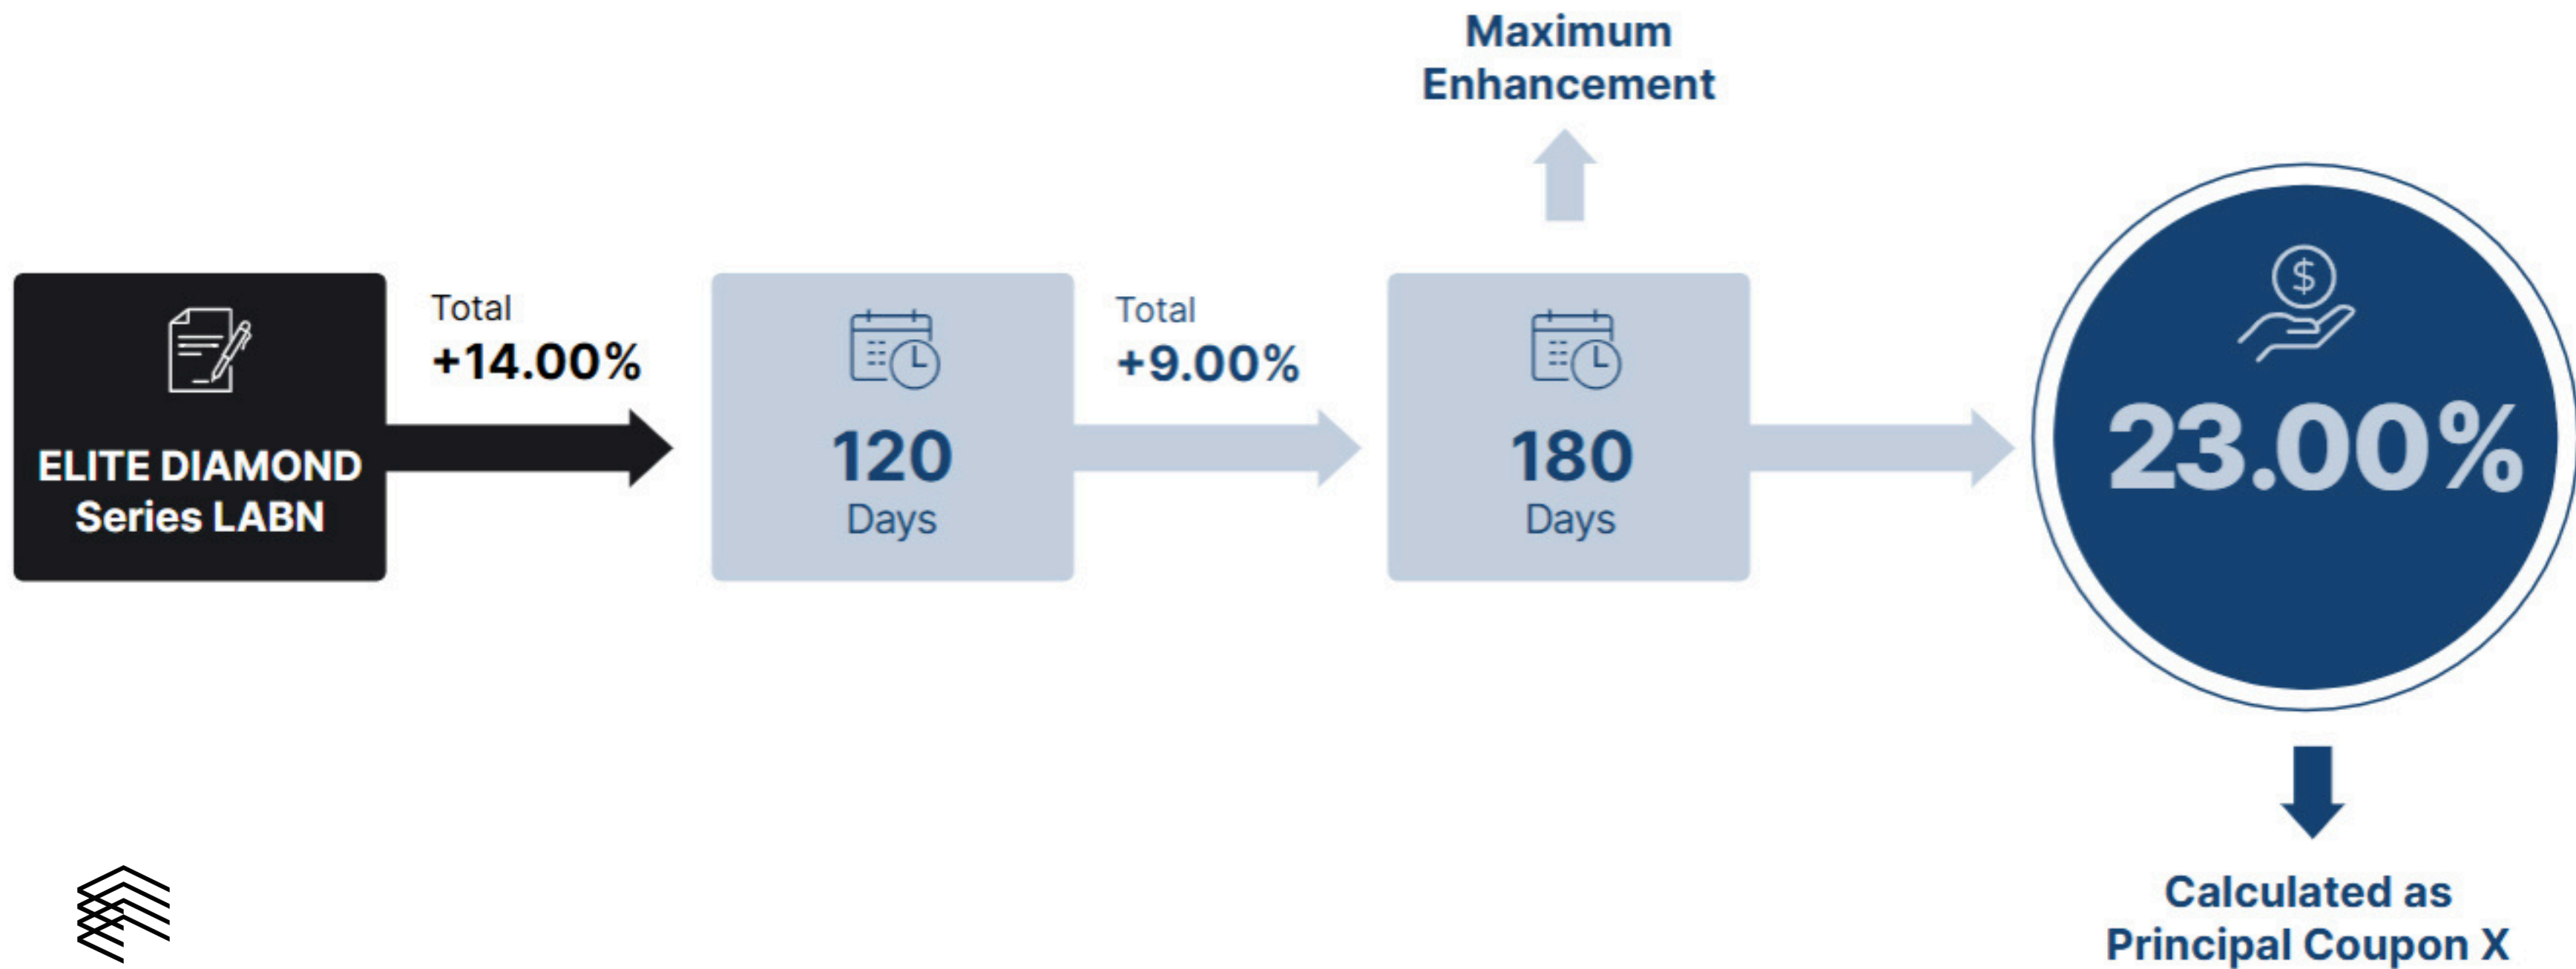 Maximum
Enhancement
ELITE DIAMOND
Series LABN
Total
+14.00%
120
Days
Total
+9.00%
180
Days
$
23.00%
Calculated as
Principal Coupon X